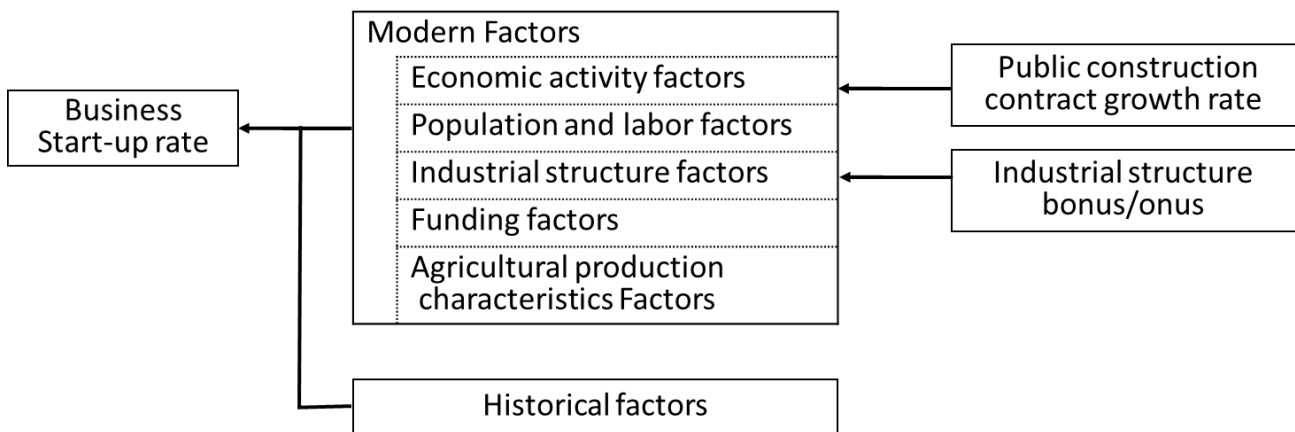 Business
Start-up rate
Modern Factors
Economic activity factors
Population and labor factors
Industrial structure factors
Funding factors
Agricultural production
characteristics Factors
Public construction
contract growth rate
Industrial structure
bonus/onus
Historical factors